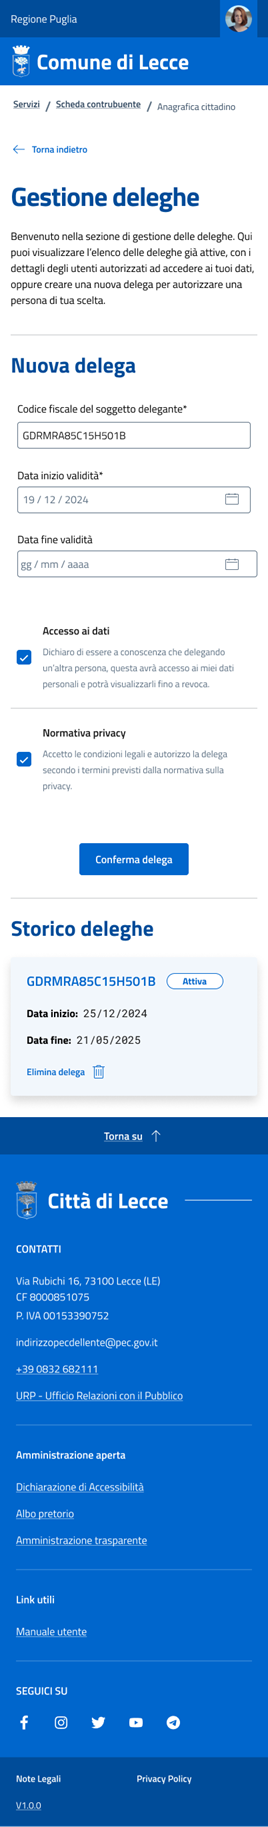 Regione Puglia
Comune di Lecce
Servizi / Scheda contrubuente / Anagrafica cittadino
Torna indietro
Gestione deleghe
Benvenuto nella sezione di gestione delle deleghe. Qui
puoi visualizzare l'elenco delle deleghe già attive, con i
dettagli degli utenti autorizzati ad accedere ai tuoi dati,
oppure creare una nuova delega per autorizzare una
persona di tua scelta.
Nuova delega
Codice fiscale del soggetto delegante*
GDRMRA85C15H501B
Data inizio validità*
19 / 12 / 2024
Data fine validità
gg / mm / aaaa
Accesso ai dati
Dichiaro di essere a conoscenza che delegando
un'altra persona, questa avrà accesso ai miei dati
personali e potrà visualizzarli fino a revoca.
Normativa privacy
Accetto le condizioni legali e autorizzo la delega
secondo i termini previsti dalla normativa sulla
privacy.
Conferma delega
Storico deleghe
GDRMRA85C15H501B Attiva
Data inizio: 25/12/2024
Data fine: 21/05/2025
Elimina delega
Torna su
Città di Lecce
CONTATTI
Via Rubichi 16, 73100 Lecce (LE)
CF 8000851075
P. IVA 00153390752
indirizzopecdellente@pec.gov.it
+39 0832 682111
URP - Ufficio Relazioni con il Pubblico
Amministrazione aperta
Dichiarazione di Accessibilità
Albo pretorio
Amministrazione trasparente
Link utili
Manuale utente
SEGUICI SU
Note Legali Privacy Policy
V1.0.0